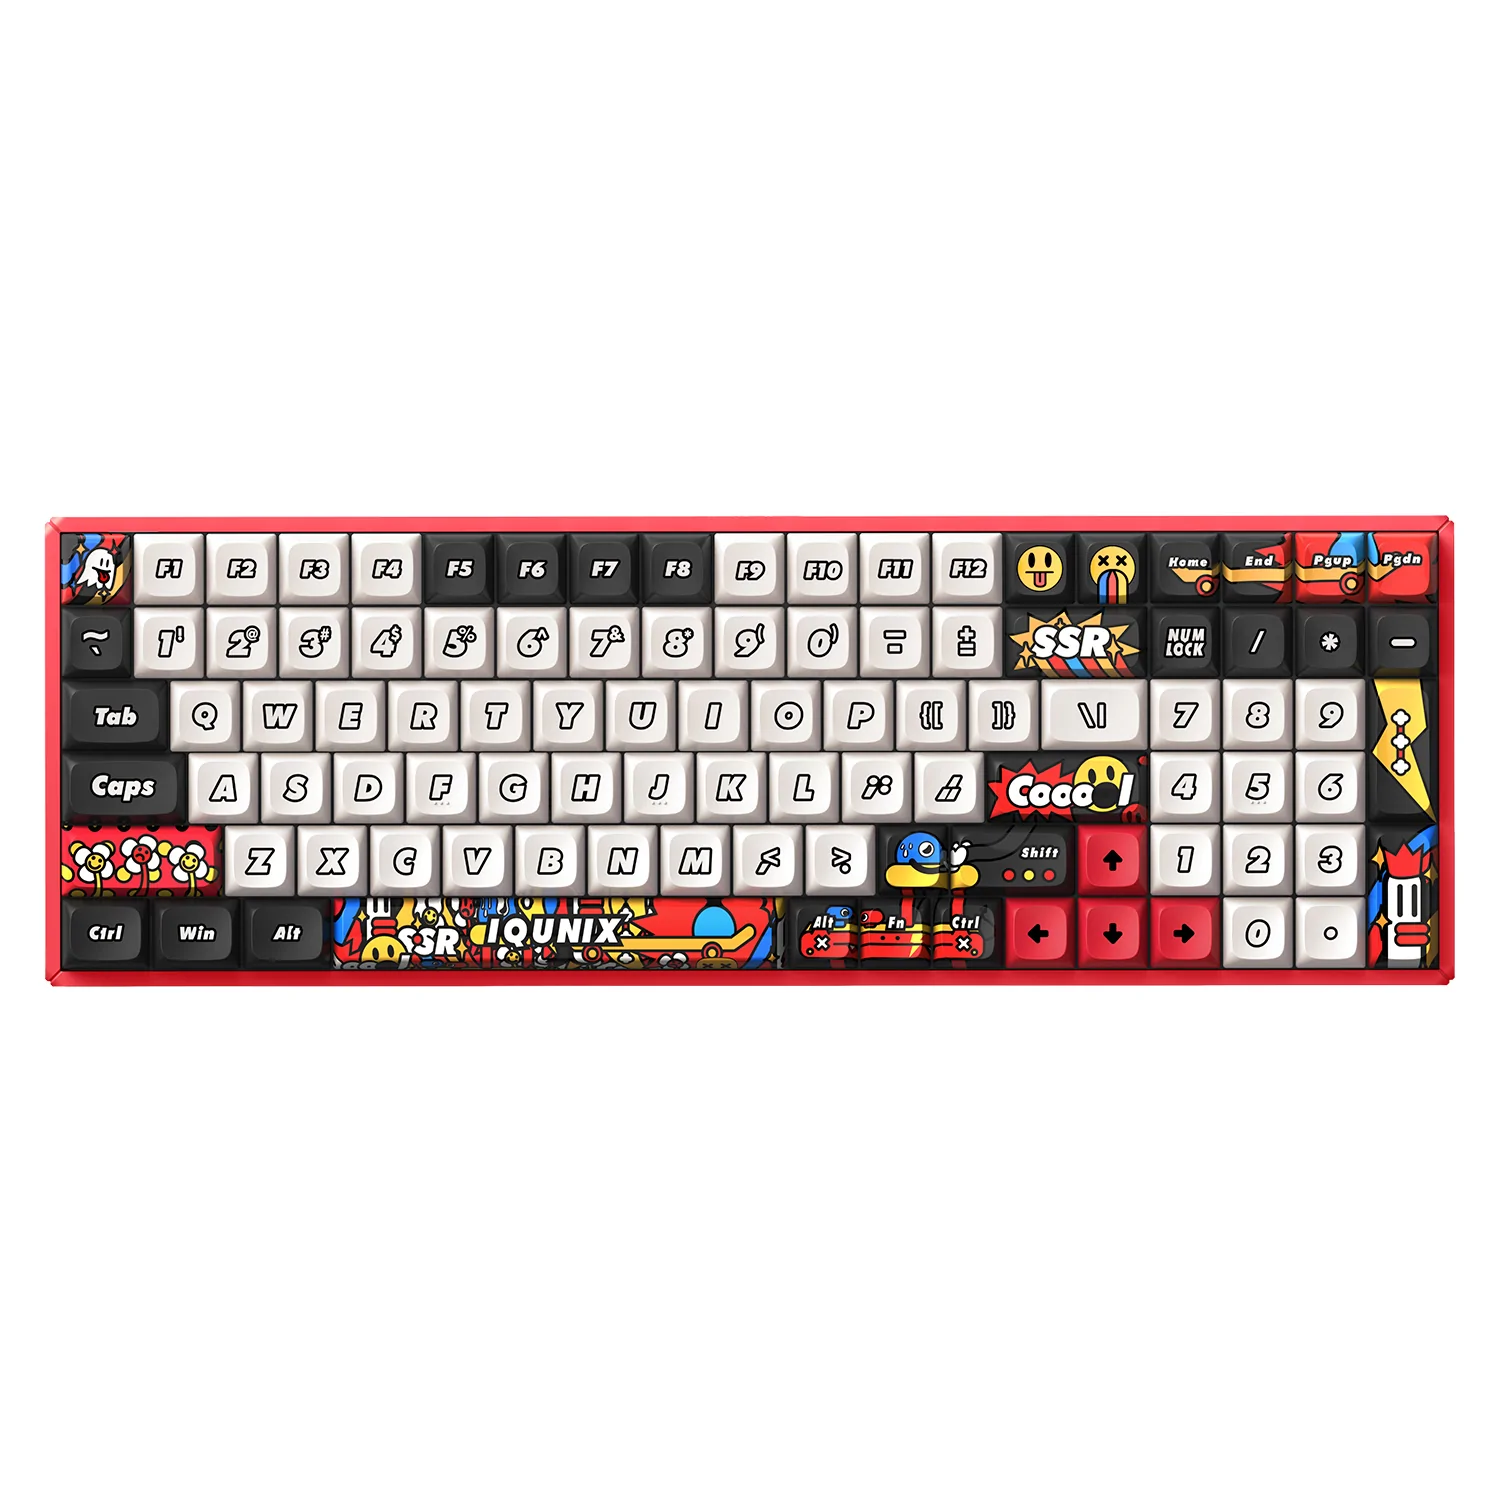 F1 F2 F3 F4 F5 F6 F7 F8 F9 F10 F11 F12 Home End Pgup Pgdn
~ ` 1 ! 2 @ 3 # 4 $ 5 % 6 ^ 7 & 8 * 9 ( 0 ) - _ + = SSR NUM LOCK / * -
Tab Q W E R T Y U I O P { [ ] } \ | 7 8 9 +
Caps A S D F G H J K L ; : ' " Cooool 4 5 6
Z X C V B N M , < . > ? / Shift ↑ 1 2 3
Ctrl Win Alt SSR IQUNIX Alt Fn Ctrl ← ↓ → 0 .